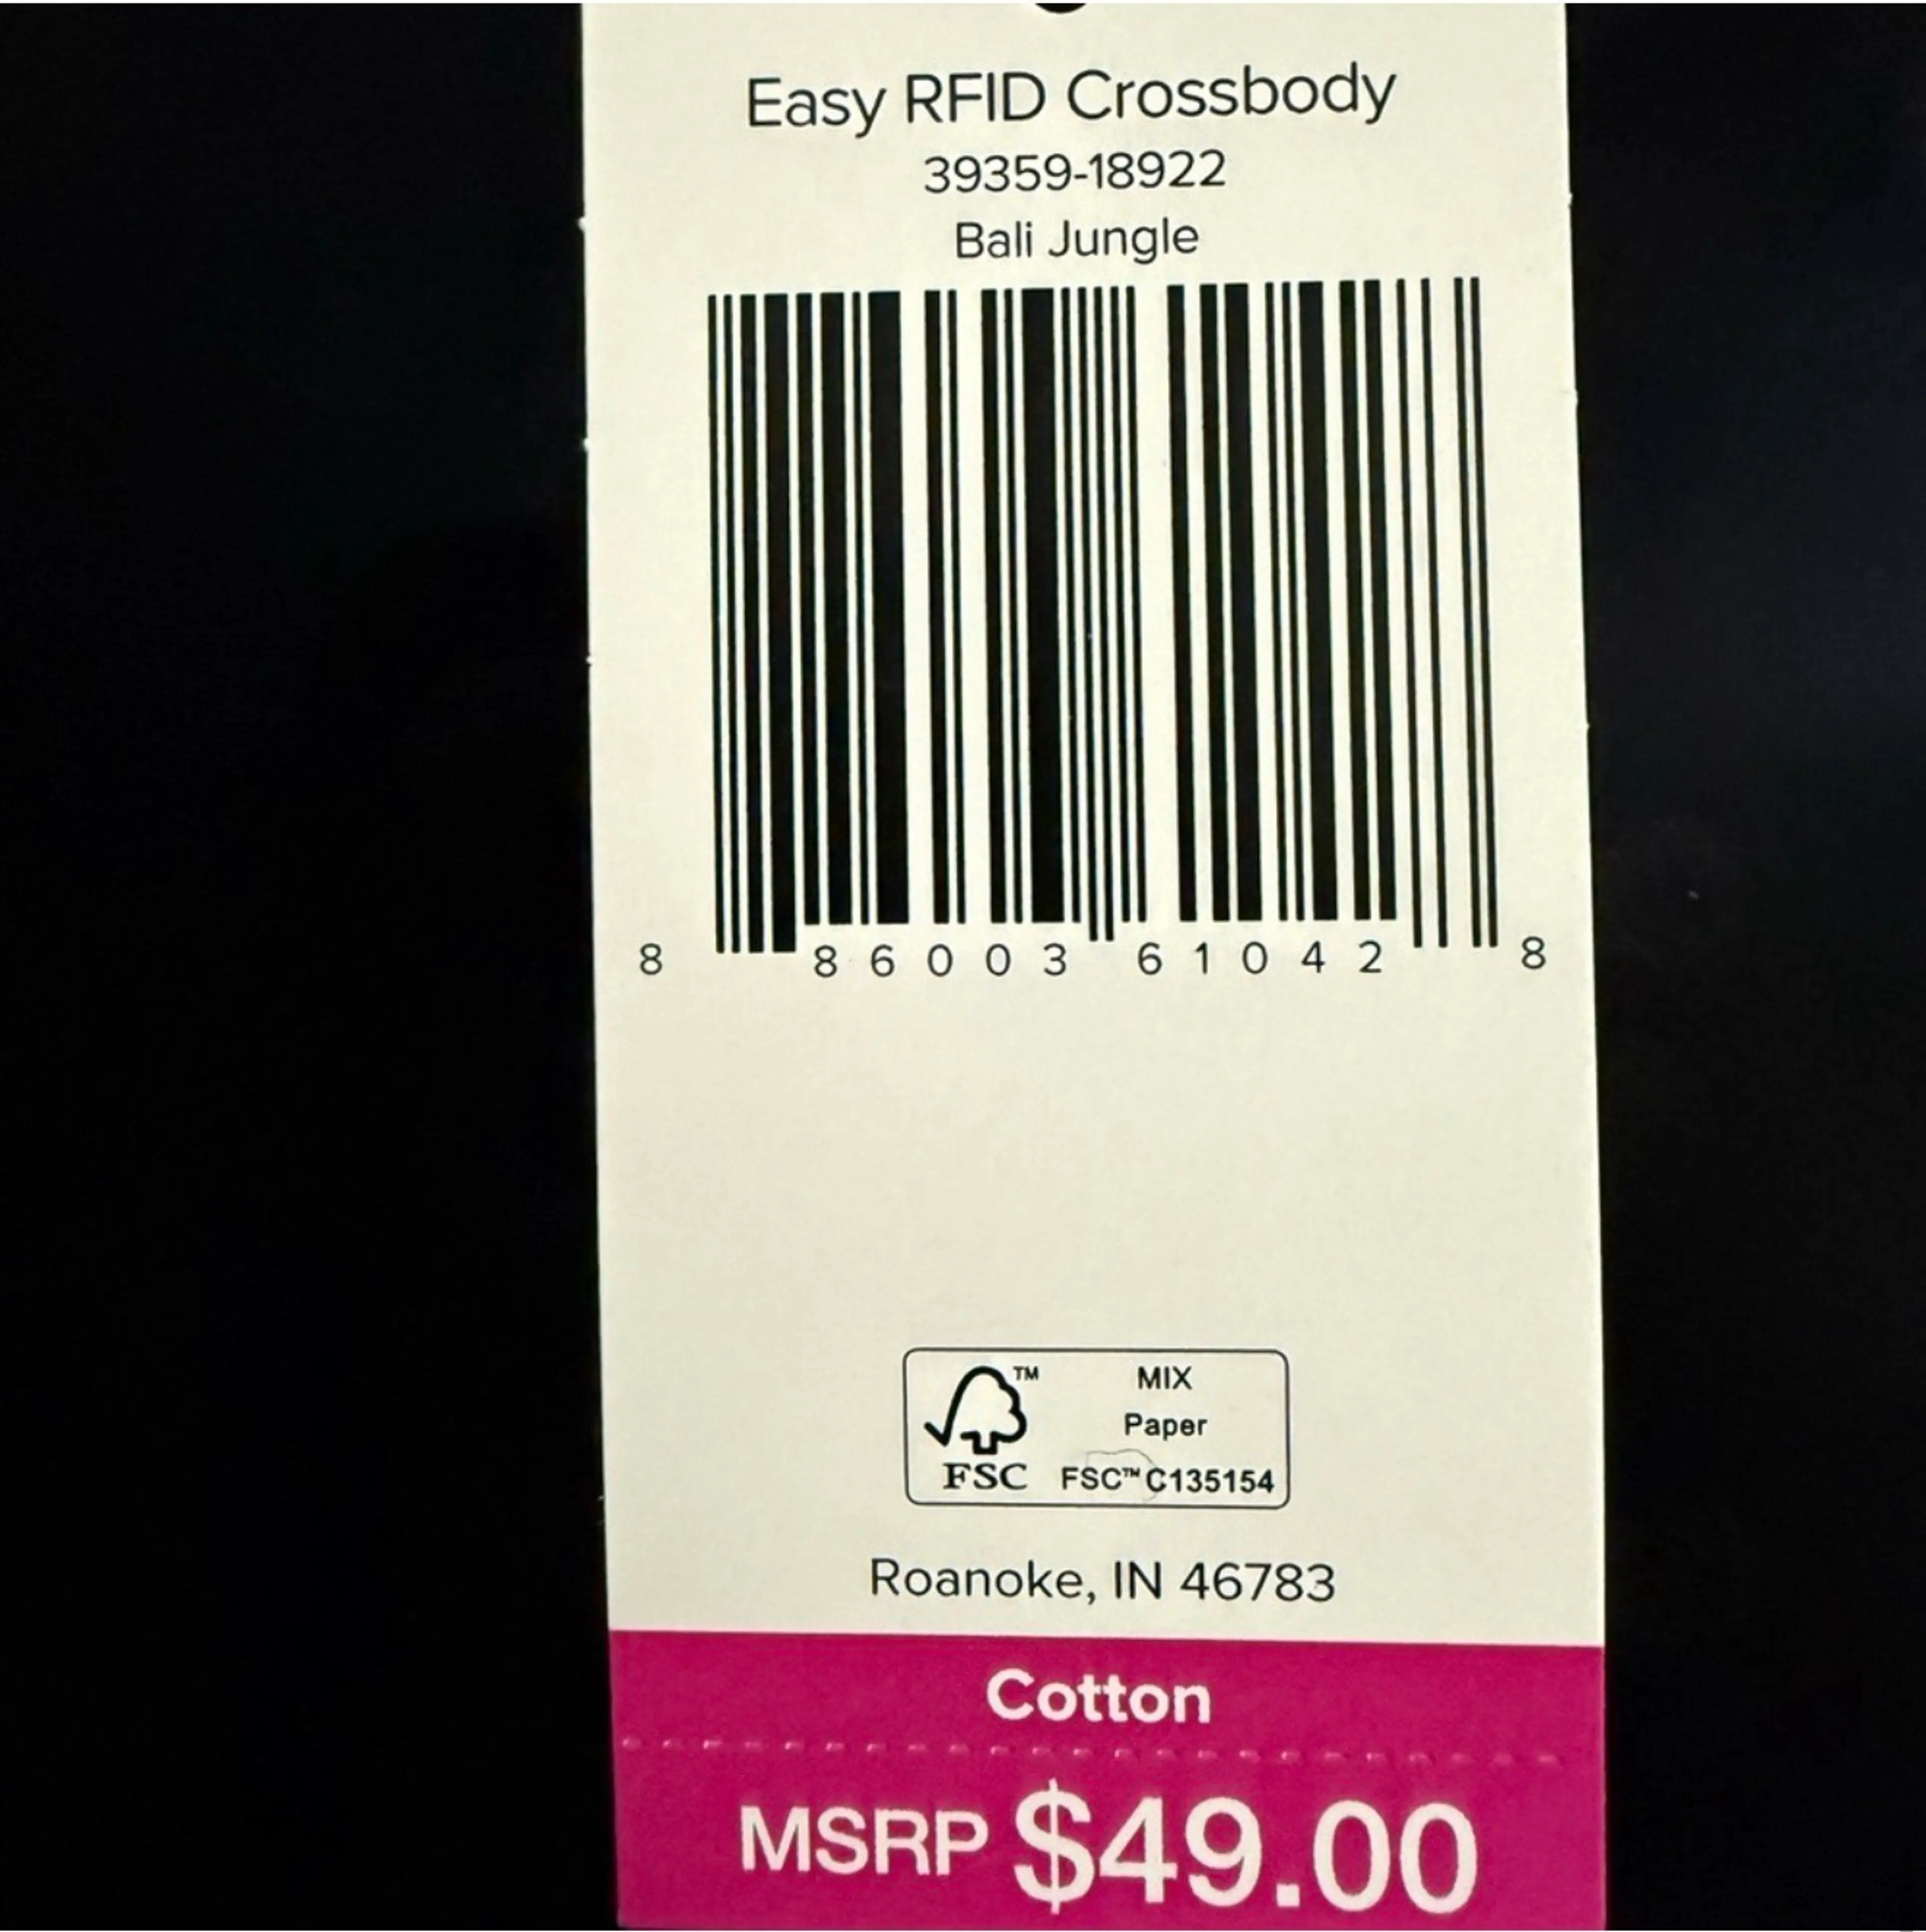 Easy RFID Crossbody
39359-18922
Bali Jungle
8 86003 61042 8
TM
MIX
Paper
FSC FSC™ C135154
Roanoke, IN 46783
Cotton
MSRP $49.00